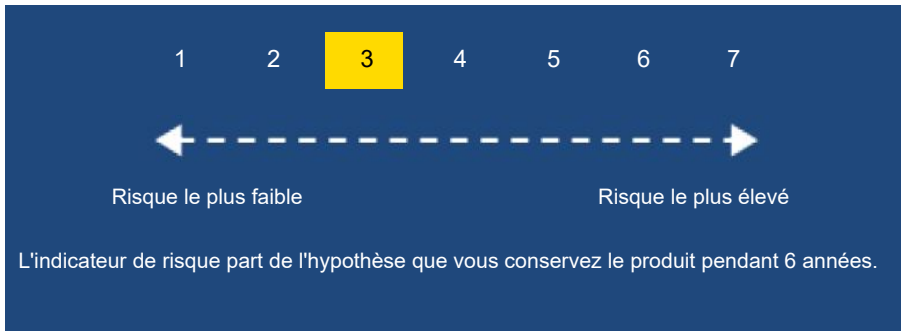 1 2 3 4 5 6 7
Risque le plus faible Risque le plus élevé
L'indicateur de risque part de l'hypothèse que vous conservez le produit pendant 6 années.